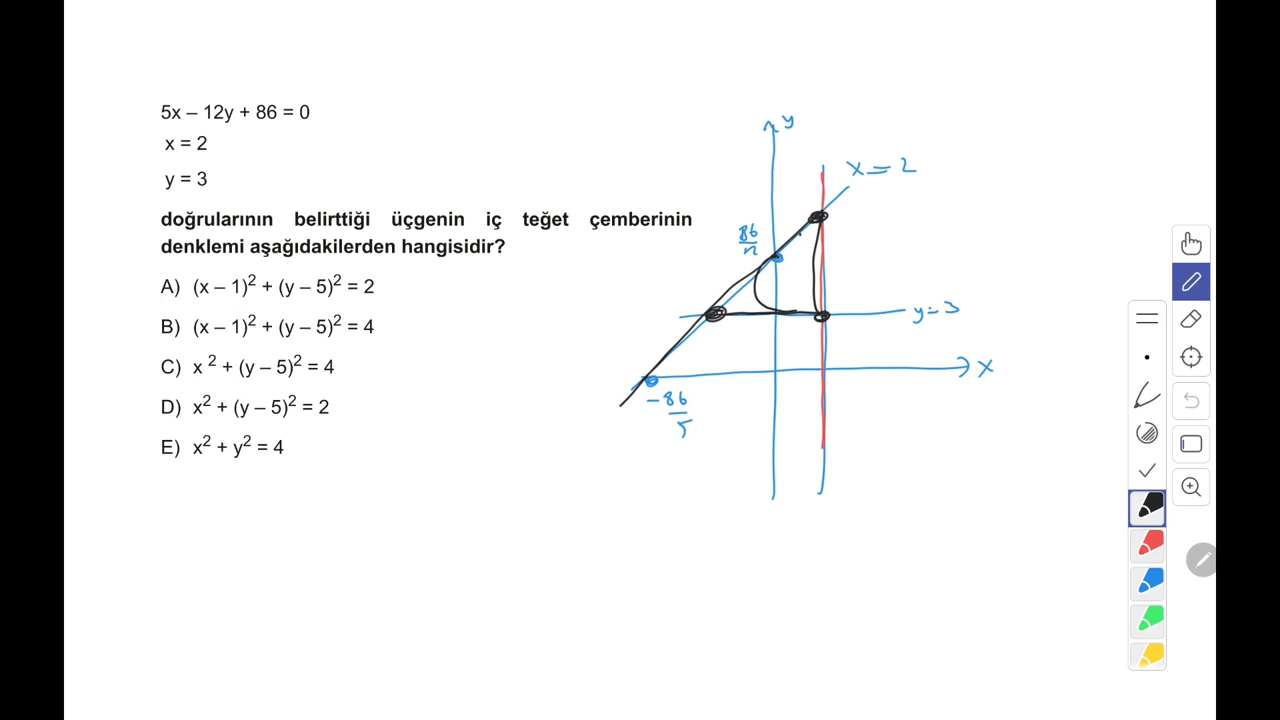 5x – 12y + 86 = 0
x = 2
y = 3
doğrularının belirttiği üçgenin iç teğet çemberinin
denklemi aşağıdakilerden hangisidir?
A) (x – 1)² + (y – 5)² = 2
B) (x – 1)² + (y – 5)² = 4
C) x ² + (y – 5)² = 4
D) x² + (y – 5)² = 2
E) x² + y² = 4
y
x = 2
86
12
y = 3
x
-86
5